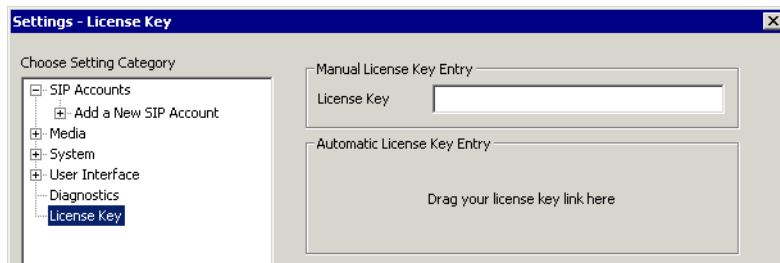 Settings - License Key
Choose Setting Category
SIP Accounts
Add a New SIP Account
Media
System
User Interface
Diagnostics
License Key
Manual License Key Entry
License Key
Automatic License Key Entry
Drag your license key link here